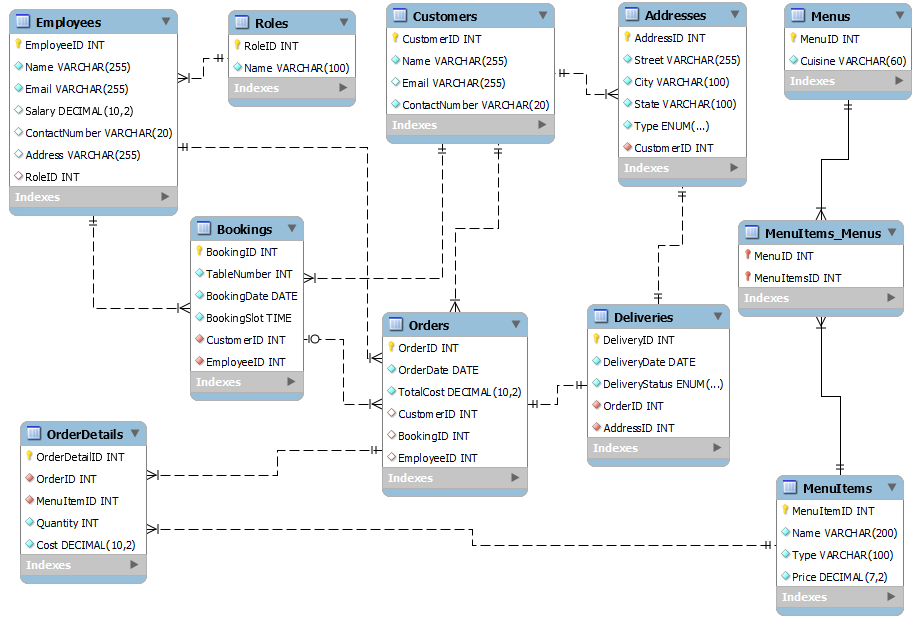 Employees
EmployeeID INT
Name VARCHAR(255)
Email VARCHAR(255)
Salary DECIMAL(10,2)
ContactNumber VARCHAR(20)
Address VARCHAR(255)
RoleID INT
Indexes
Roles
RoleID INT
Name VARCHAR(100)
Indexes
Customers
CustomerID INT
Name VARCHAR(255)
Email VARCHAR(255)
ContactNumber VARCHAR(20)
Indexes
Addresses
AddressID INT
Street VARCHAR(255)
City VARCHAR(100)
State VARCHAR(100)
Type ENUM(...)
CustomerID INT
Indexes
Menus
MenuID INT
Cuisine VARCHAR(60)
Indexes
Bookings
BookingID INT
TableNumber INT
BookingDate DATE
BookingSlot TIME
CustomerID INT
EmployeeID INT
Indexes
MenuItems_Menus
MenuID INT
MenuItemsID INT
Indexes
Orders
OrderID INT
OrderDate DATE
TotalCost DECIMAL(10,2)
CustomerID INT
BookingID INT
EmployeeID INT
Indexes
Deliveries
DeliveryID INT
DeliveryDate DATE
DeliveryStatus ENUM(...)
OrderID INT
AddressID INT
Indexes
OrderDetails
OrderDetailID INT
OrderID INT
MenuItemID INT
Quantity INT
Cost DECIMAL(10,2)
Indexes
MenuItems
MenuItemID INT
Name VARCHAR(200)
Type VARCHAR(100)
Price DECIMAL(7,2)
Indexes